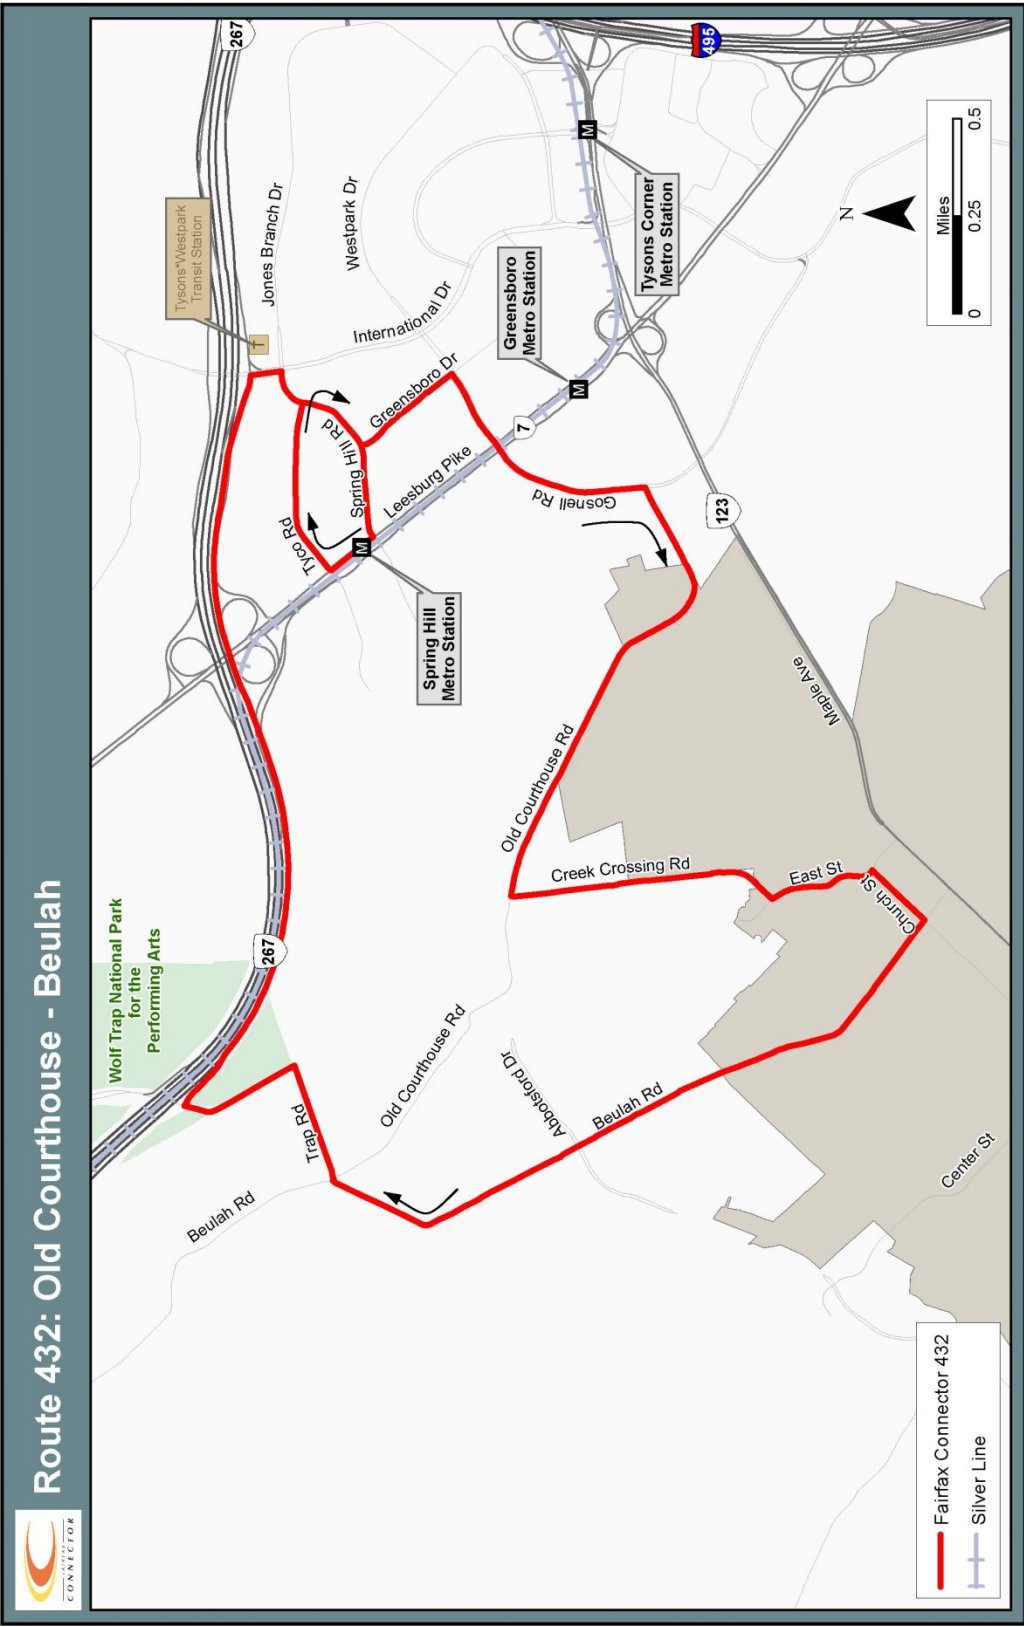 FAIRFAX
CONNECTOR
Route 432: Old Courthouse - Beulah
Wolf Trap National Park
for the
Performing Arts
267
267
495
Tysons*Westpark
Transit Station
T
Jones Branch Dr
Westpark Dr
International Dr
Greensboro Dr
Spring Hill Rd
Tyco Rd
Leesburg Pike
7
M
Spring Hill
Metro Station
Greensboro
Metro Station
M
Tysons Corner
Metro Station
M
Gosnell Rd
123
Maple Ave
Old Courthouse Rd
Creek Crossing Rd
East St
Church St
Old Courthouse Rd
Abbotsford Dr
Beulah Rd
Trap Rd
Beulah Rd
Center St
N
Miles
0
0.25
0.5
Fairfax Connector 432
Silver Line